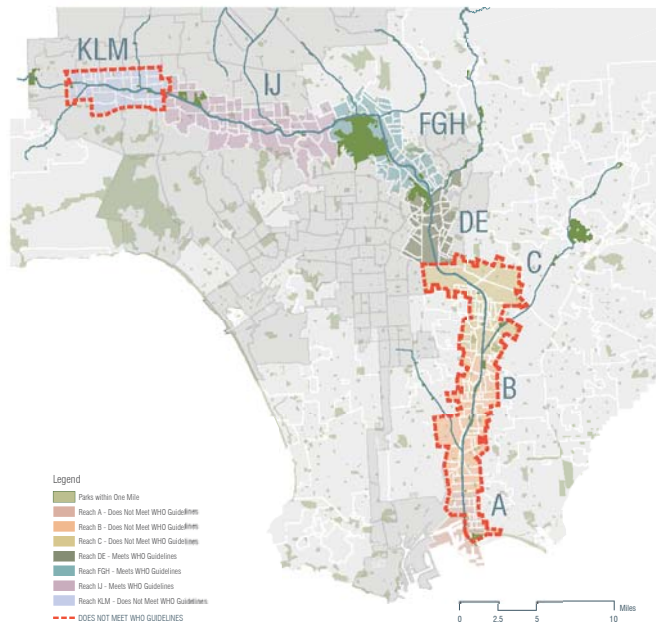 KLM
IJ
FGH
DE
C
B
A
Legend
Parks within One Mile
Reach A - Does Not Meet WHO Guidelines
Reach B - Does Not Meet WHO Guidelines
Reach C - Does Not Meet WHO Guidelines
Reach DE - Meets WHO Guidelines
Reach FGH - Meets WHO Guidelines
Reach IJ - Meets WHO Guidelines
Reach KLM - Does Not Meet WHO Guidelines
DOES NOT MEET WHO GUIDELINES
0 2.5 5 10 Miles